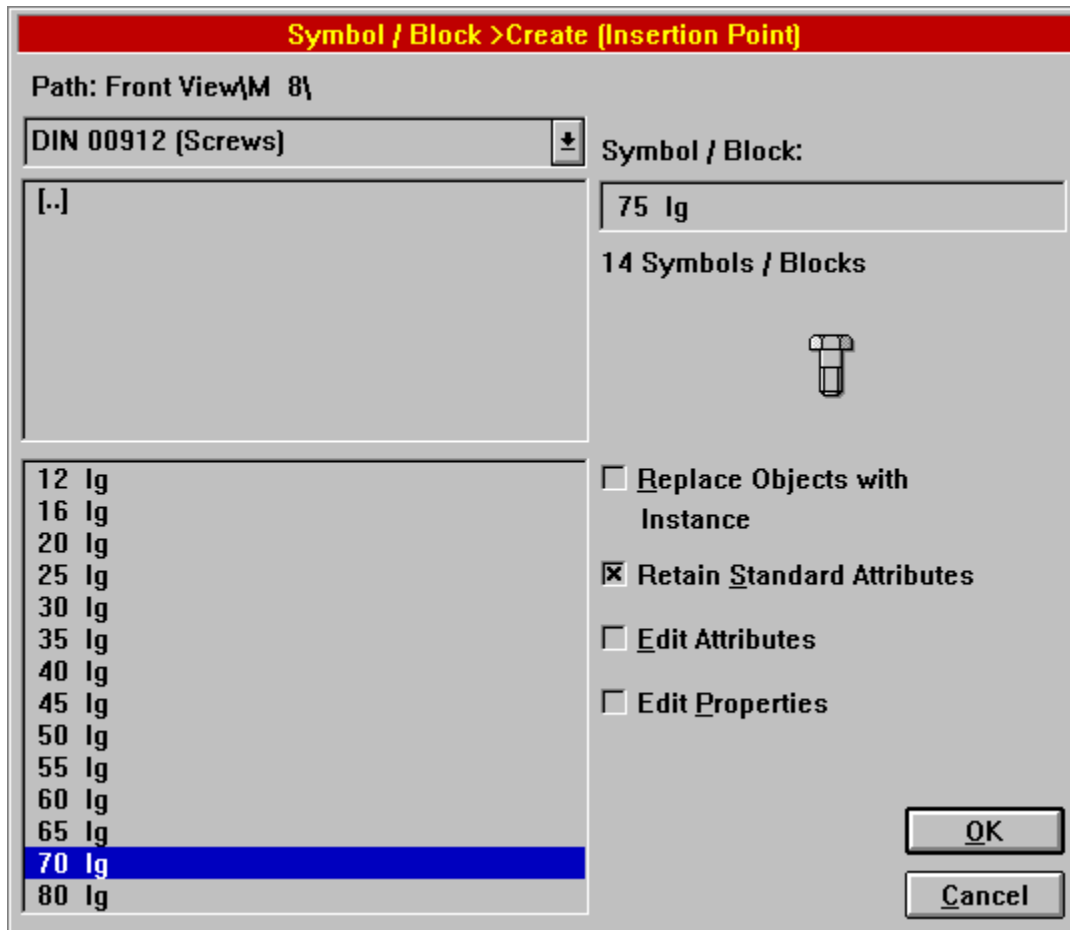 Symbol / Block >Create (Insertion Point)
Path: Front View\M  8\
DIN 00912 (Screws)
[..]
Symbol / Block:
75  lg
14 Symbols / Blocks
12  lg
16  lg
20  lg
25  lg
30  lg
35  lg
40  lg
45  lg
50  lg
55  lg
60  lg
65  lg
70  lg
80  lg
Replace Objects with
Instance
Retain Standard Attributes
Edit Attributes
Edit Properties
OK
Cancel